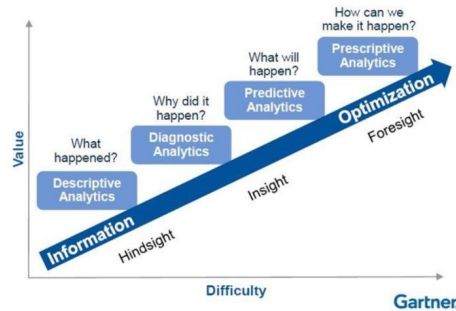 How can we
make it happen?
Prescriptive
Analytics
What will
happen?
Predictive
Analytics
Why did it
happen?
Diagnostic
Analytics
What
happened?
Descriptive
Analytics
Value
Information
Optimization
Hindsight
Insight
Foresight
Difficulty
Gartner